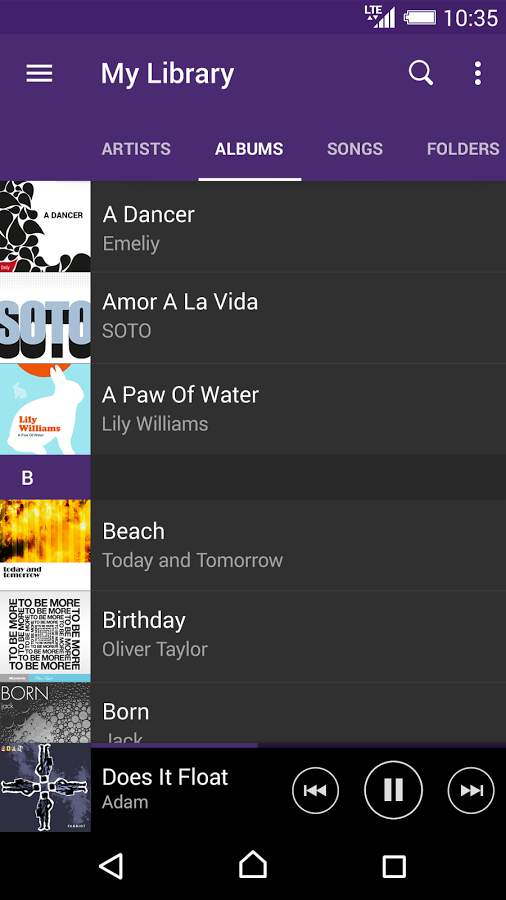 LTE 10:35
My Library
ARTISTS ALBUMS SONGS FOLDERS
A DANCER
A Dancer
Emeliy
SOTO
Amor A La Vida
SOTO
Lily
Williams
A Paw Of Water
A Paw Of Water
Lily Williams
B
today and
tomorrow
Beach
Today and Tomorrow
TO BE MORE
TO BE MORE
TO BE MORE
TO BE MORE
Birthday
Oliver Taylor
BORN
jack
Born
Jack
ADAM
Does It Float
Adam